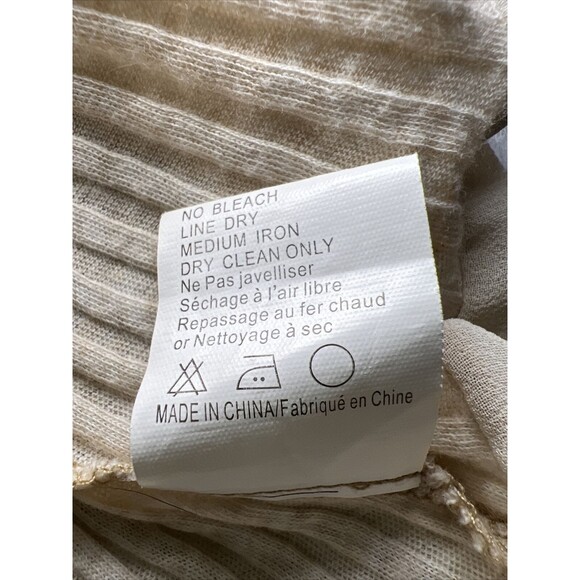 NO BLEACH
LINE DRY
MEDIUM IRON
DRY CLEAN ONLY
Ne Pas javelliser
Séchage à l'air libre
Repassage au fer chaud
or Nettoyage à sec
MADE IN CHINA/Fabriqué en Chine